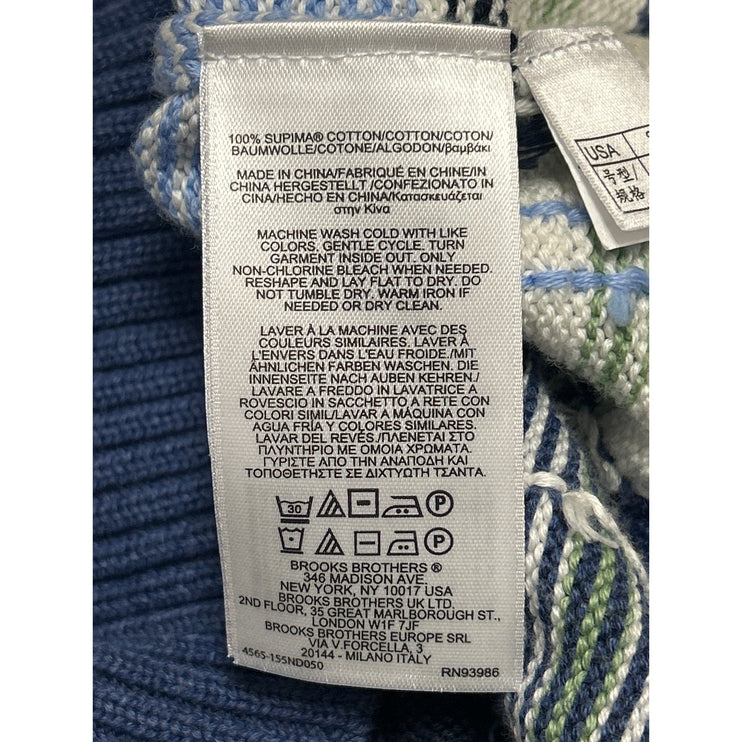 100% SUPIMA® COTTON/COTTON/COTON/
BAUMWOLLE/COTONE/ALGODON/βαμβάκι
MADE IN CHINA/FABRIQUÉ EN CHINE/IN
CHINA HERGESTELLT /CONFEZIONATO IN
CINA/HECHO EN CHINA/Κατασκευάζεται
στην Κίνα
MACHINE WASH COLD WITH LIKE
COLORS. GENTLE CYCLE. TURN
GARMENT INSIDE OUT. ONLY
NON-CHLORINE BLEACH WHEN NEEDED.
RESHAPE AND LAY FLAT TO DRY. DO
NOT TUMBLE DRY. WARM IRON IF
NEEDED OR DRY CLEAN.
LAVER À LA MACHINE AVEC DES
COULEURS SIMILAIRES. LAVER À
L'ENVERS DANS L'EAU FROIDE./MIT
ÄHNLICHEN FARBEN WASCHEN. DIE
INNENSEITE NACH AUBEN KEHREN./
LAVARE A FREDDO IN LAVATRICE A
ROVESCIO IN SACCHETTO A RETE CON
COLORI SIMIL/LAVAR A MÁQUINA CON
AGUA FRÍA Y COLORES SIMILARES.
LAVAR DEL REVÉS./ΠΛΕΝΕΤΑΙ ΣΤΟ
ΠΛΥΝΤΗΡΙΟ ΜΕ ΟΜΟΙΑ ΧΡΩΜΑΤΑ.
ΓΥΡΙΣΤΕ ΑΠΟ ΤΗΝ ΑΝΑΠΟΔΗ ΚΑΙ
ΤΟΠΟΘΕΤΗΣΤΕ ΣΕ ΔΙΧΤΥΩΤΗ ΤΣΑΝΤΑ.
30 P
P
BROOKS BROTHERS ®
346 MADISON AVE.
NEW YORK, NY 10017 USA
BROOKS BROTHERS UK LTD.
2ND FLOOR, 35 GREAT MARLBOROUGH ST.,
LONDON W1F 7JF
BROOKS BROTHERS EUROPE SRL
VIA V.FORCELLA, 3
20144 - MILANO ITALY
4565-155ND050 RN93986
USA
号型/
规格